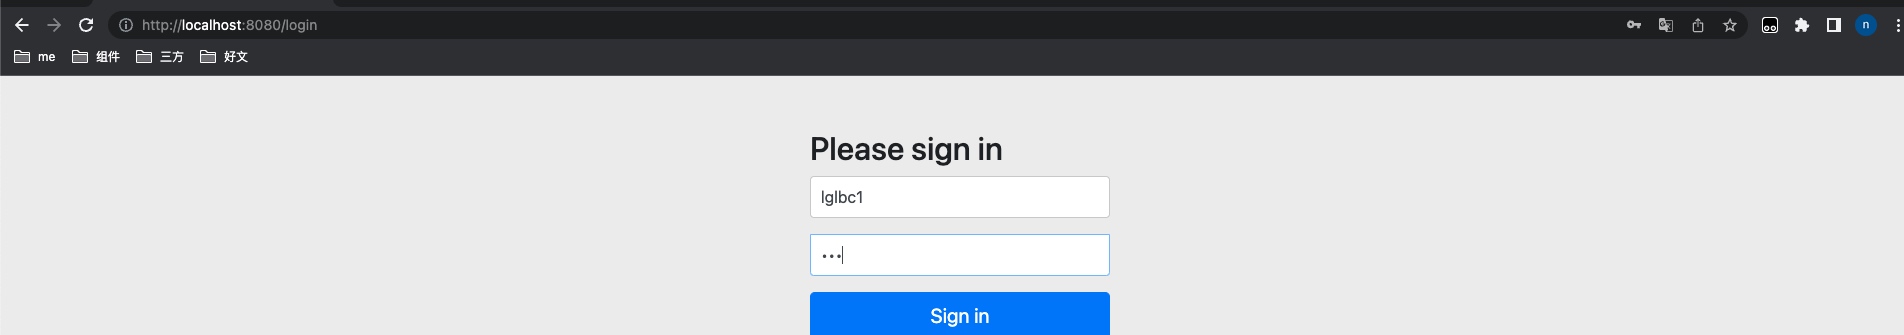 http://localhost:8080/login
n
me 组件 三方 好文
Please sign in
lglbc1
•••
Sign in